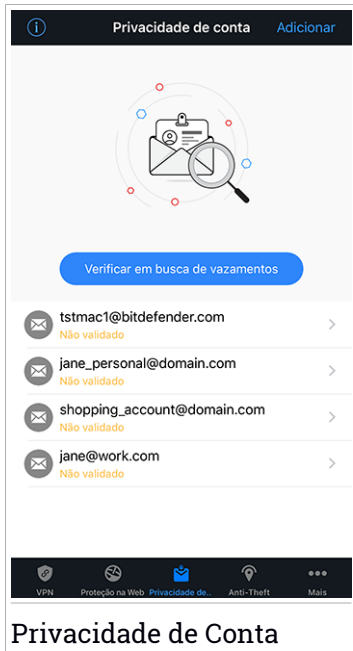 Privacidade de conta
Adicionar
Verificar em busca de vazamentos
tstmac1@bitdefender.com
Não validado
jane_personal@domain.com
Não validado
shopping_account@domain.com
Não validado
jane@work.com
Não validado
VPN
Proteção na Web
Privacidade de..
Anti-Theft
Mais
Privacidade de Conta